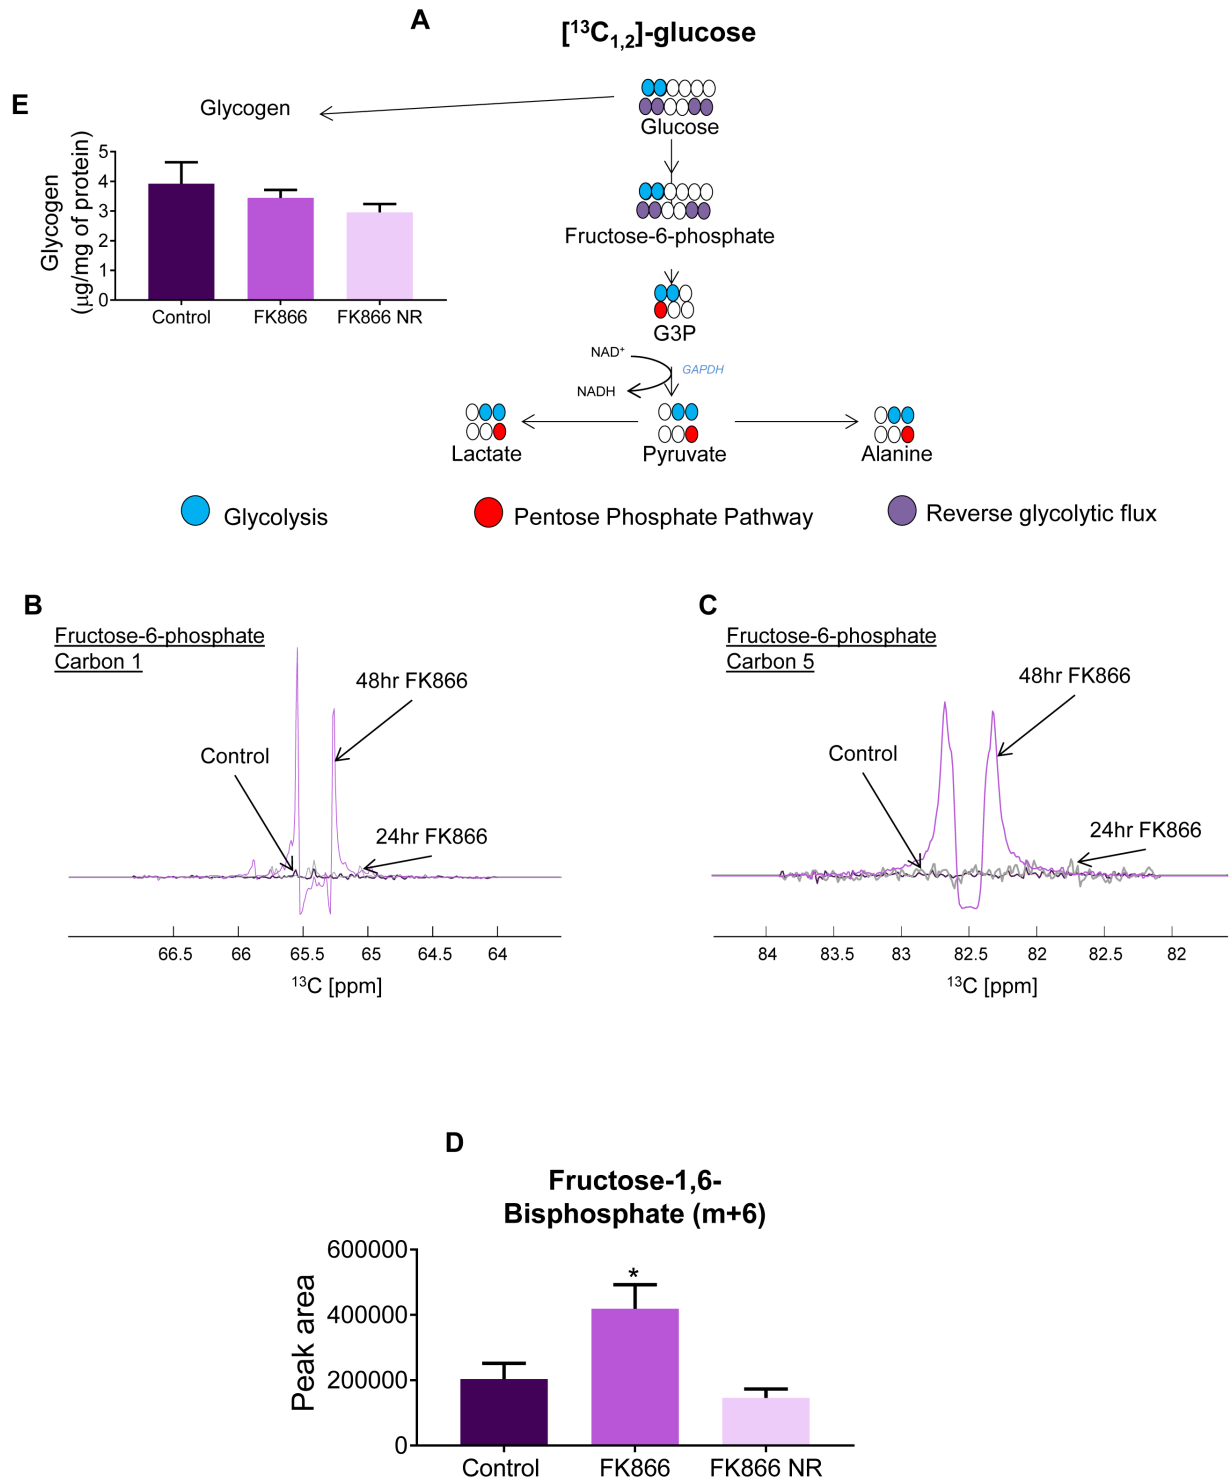 A
[¹³C₁,₂]-glucose
E
Glycogen
Glucose
Glycogen
(µg/mg of protein)
5
4
3
2
1
0
Control
FK866
FK866 NR
Fructose-6-phosphate
G3P
NAD⁺
GAPDH
NADH
Lactate
Pyruvate
Alanine
Glycolysis
Pentose Phosphate Pathway
Reverse glycolytic flux
B
Fructose-6-phosphate
Carbon 1
48hr FK866
Control
24hr FK866
66.5 66 65.5 65 64.5 64
¹³C [ppm]
C
Fructose-6-phosphate
Carbon 5
48hr FK866
Control
24hr FK866
84 83.5 83 82.5 82 82.5 82
¹³C [ppm]
D
Fructose-1,6-
Bisphosphate (m+6)
Peak area
600000
400000
200000
0
*
Control
FK866
FK866 NR